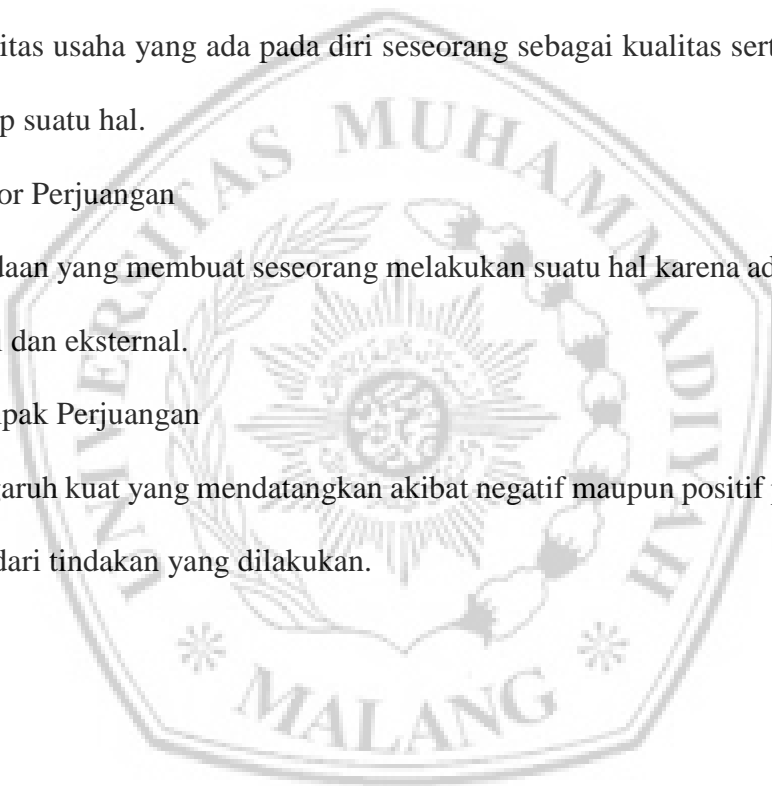 itas usaha yang ada pada diri seseorang sebagai kualitas sert
p suatu hal.
or Perjuangan
daan yang membuat seseorang melakukan suatu hal karena ad
dan eksternal.
pak Perjuangan
garuh kuat yang mendatangkan akibat negatif maupun positif p
dari tindakan yang dilakukan.
UNIVERSITAS MUHAMMADIYAH
MALANG